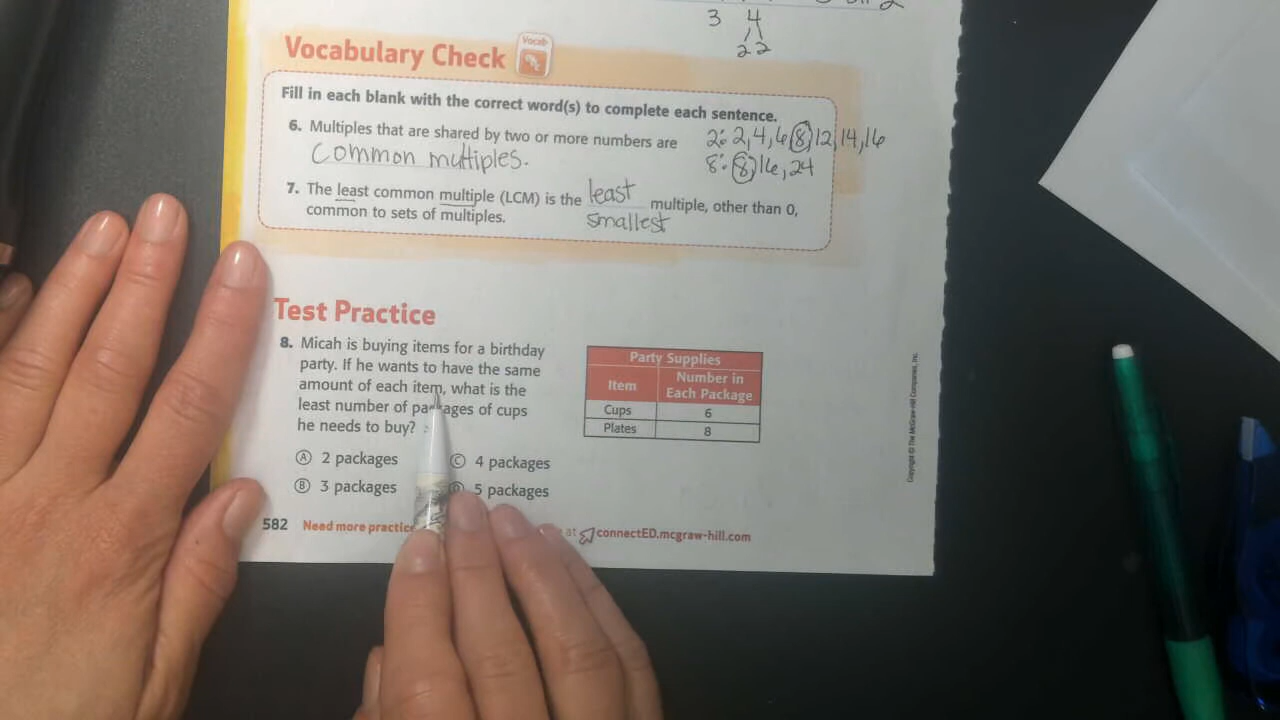 3 4
2 2
Vocabulary Check Vocab
Fill in each blank with the correct word(s) to complete each sentence.
6. Multiples that are shared by two or more numbers are
common multiples.
2: 2, 4, 6, 8, 12, 14, 16
8: 8, 16, 24
7. The least common multiple (LCM) is the least multiple, other than 0,
smallest
common to sets of multiples.
Test Practice
8. Micah is buying items for a birthday
party. If he wants to have the same
amount of each item, what is the
least number of packages of cups
he needs to buy?
Party Supplies
Item Number in Each Package
Cups 6
Plates 8
A 2 packages
B 3 packages
C 4 packages
5 packages
582 Need more practice at connectED.mcgraw-hill.com
Copyright © The McGraw-Hill Companies, Inc.